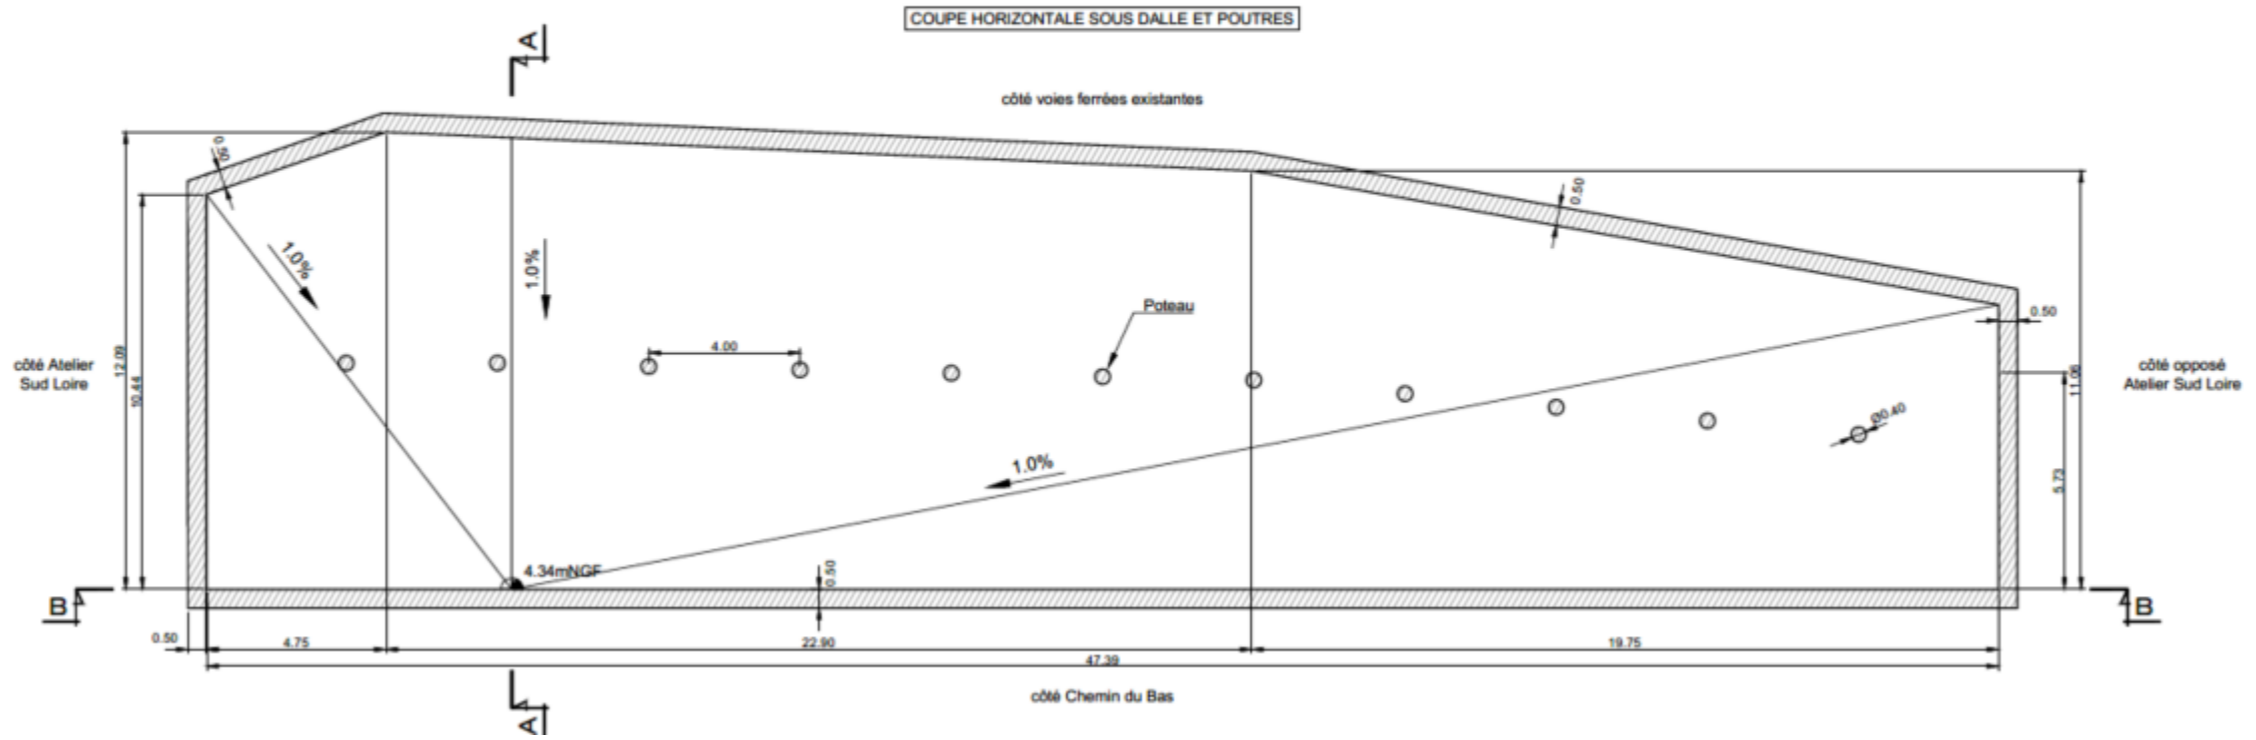 COUPE HORIZONTALE SOUS DALLE ET POUTRES
A
côté voies ferrées existantes
0.50
0.50
1.0%
1.0%
Poteau
0.50
4.00
côté Atelier
Sud Loire
12.09
10.44
côté opposé
Atelier Sud Loire
11.06
Ø0.40
1.0%
5.73
4.34mNGF
0.50
B
B
0.50
4.75
22.90
19.75
47.39
côté Chemin du Bas
A